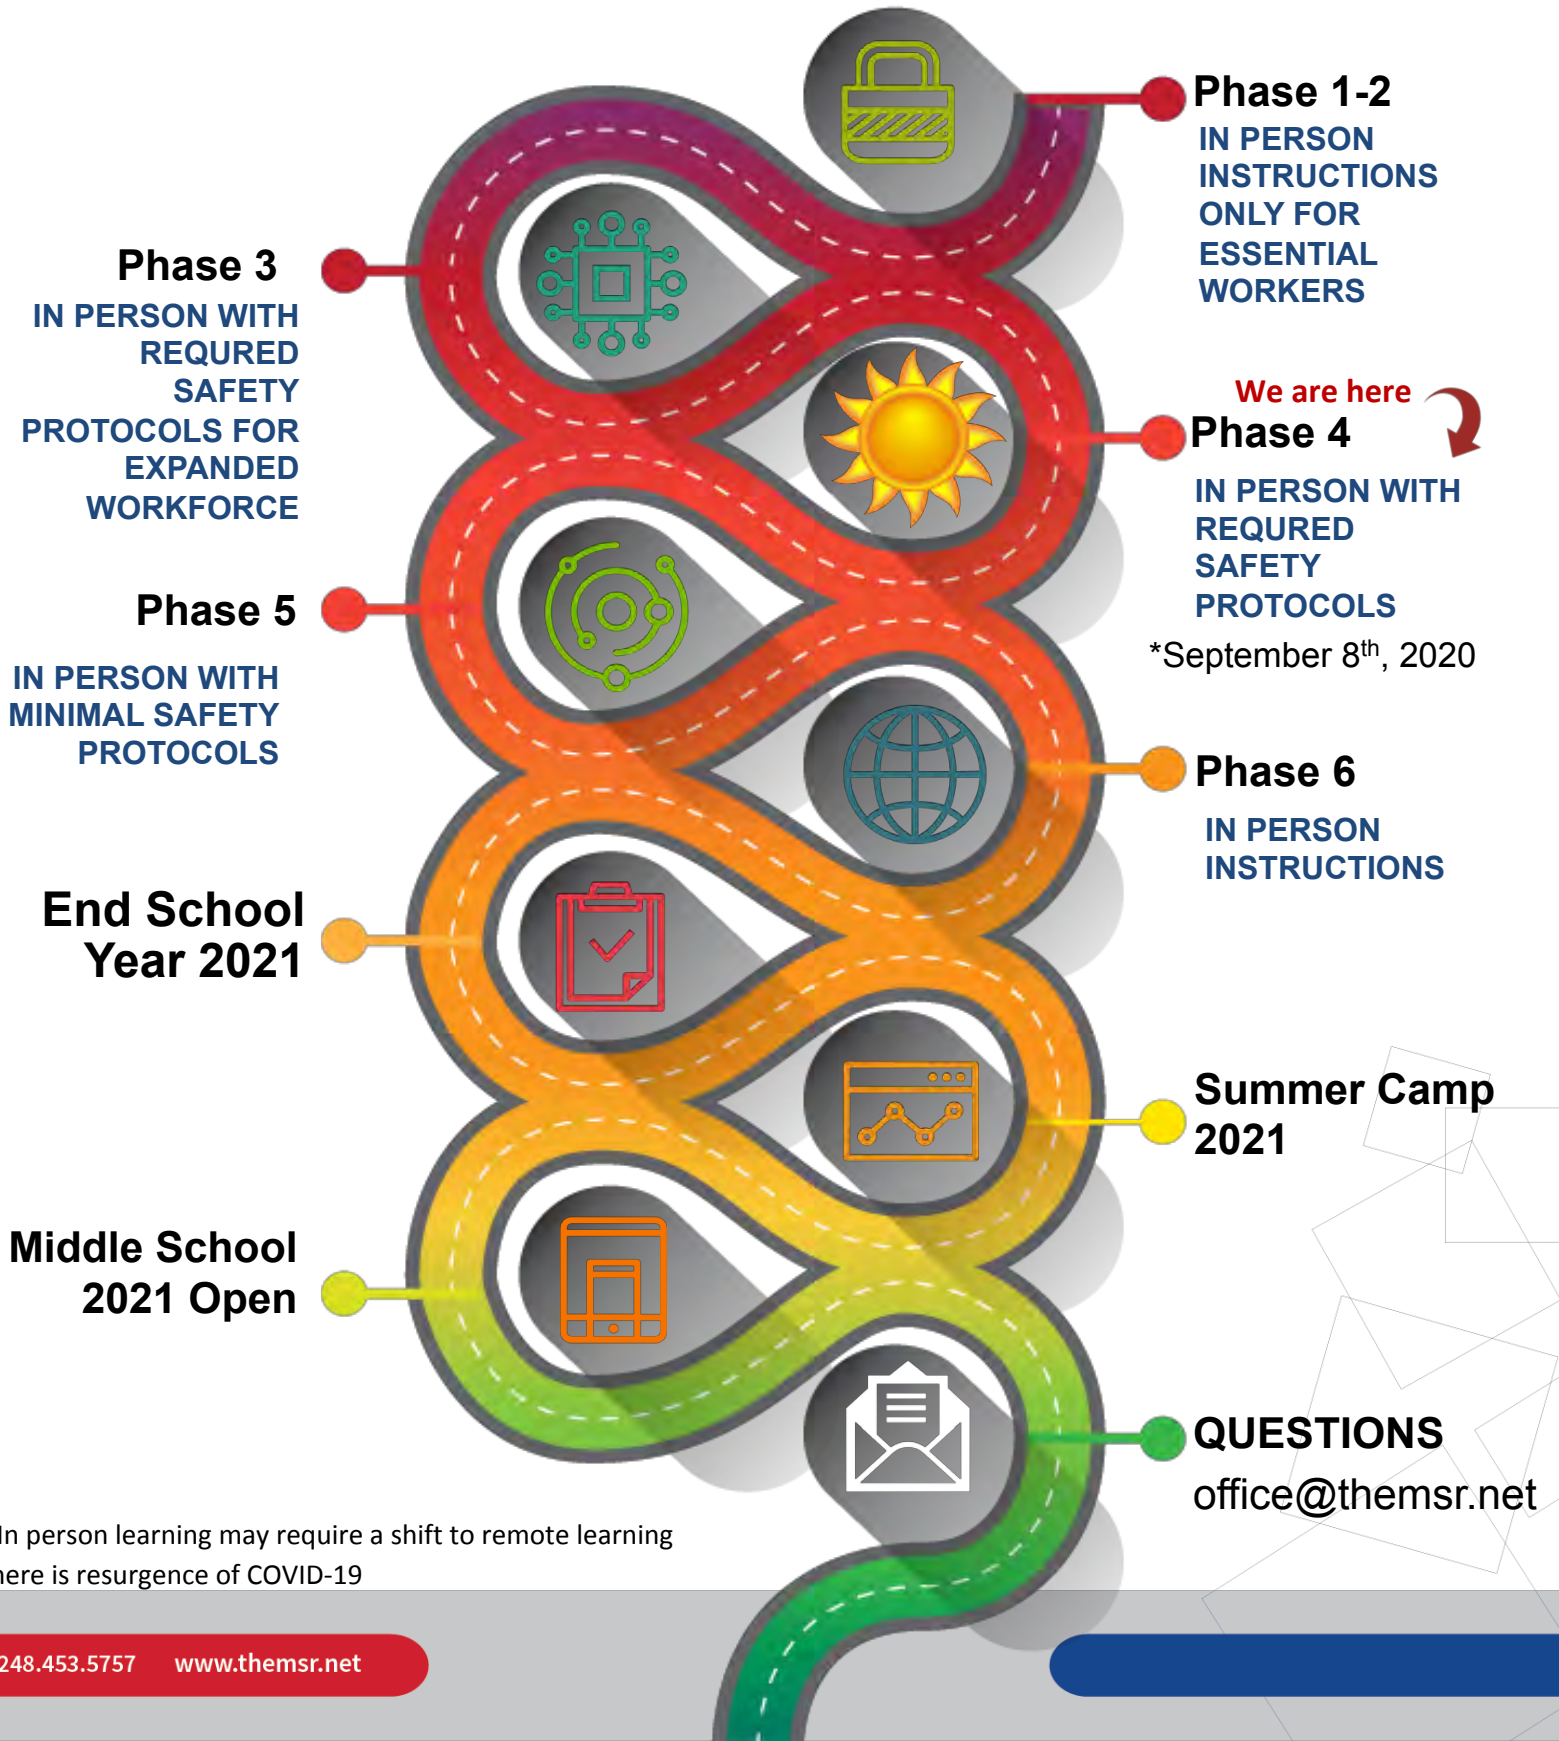 Phase 1-2
IN PERSON
INSTRUCTIONS
ONLY FOR
ESSENTIAL
WORKERS
Phase 3
IN PERSON WITH
REQURED
SAFETY
PROTOCOLS FOR
EXPANDED
WORKFORCE
We are here
Phase 4
IN PERSON WITH
REQURED
SAFETY
PROTOCOLS
*September 8th, 2020
Phase 5
IN PERSON WITH
MINIMAL SAFETY
PROTOCOLS
Phase 6
IN PERSON
INSTRUCTIONS
End School
Year 2021
Summer Camp
2021
Middle School
2021 Open
QUESTIONS
office@themsr.net
In person learning may require a shift to remote learning
here is resurgence of COVID-19
248.453.5757 www.themsr.net